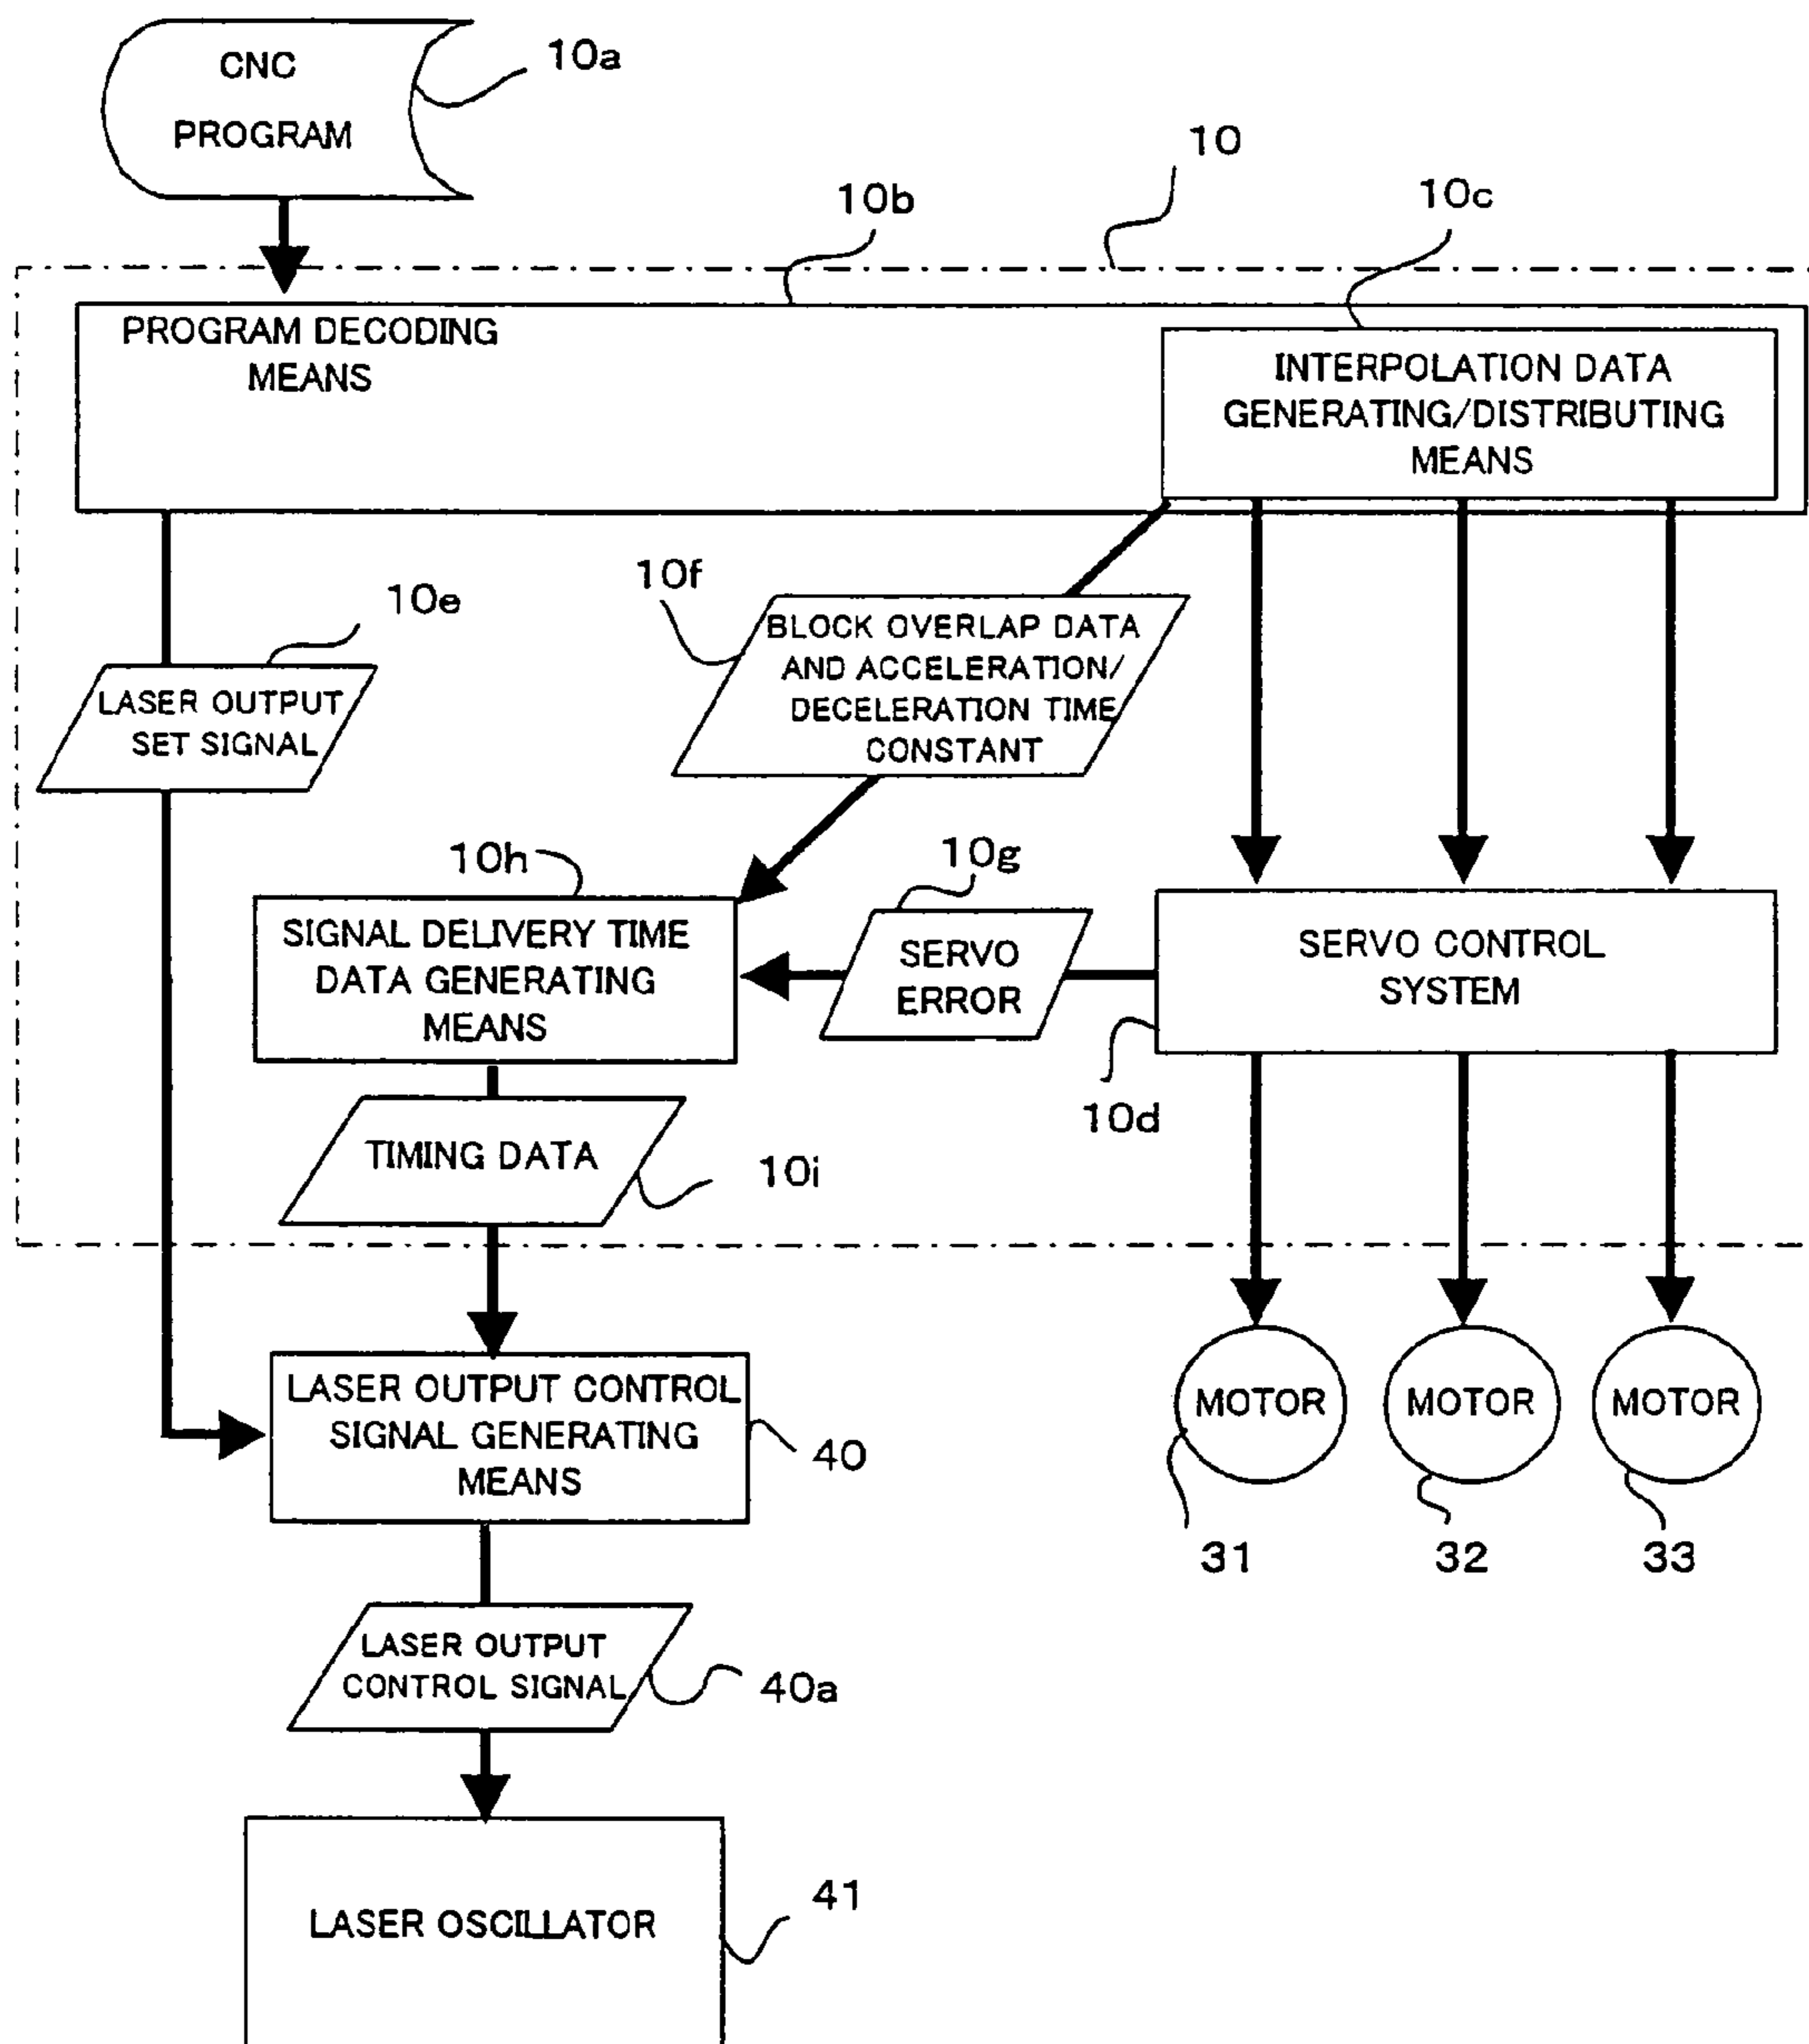 CNC
PROGRAM
10a
10
10b
10c
PROGRAM DECODING
MEANS
INTERPOLATION DATA
GENERATING/DISTRIBUTING
MEANS
10e
10f
LASER OUTPUT
SET SIGNAL
BLOCK OVERLAP DATA
AND ACCELERATION/
DECELERATION TIME
CONSTANT
10h
10g
SIGNAL DELIVERY TIME
DATA GENERATING
MEANS
SERVO
ERROR
SERVO CONTROL
SYSTEM
10d
TIMING DATA
10i
LASER OUTPUT CONTROL
SIGNAL GENERATING
MEANS
40
MOTOR
MOTOR
MOTOR
31
32
33
LASER OUTPUT
CONTROL SIGNAL
40a
LASER OSCILLATOR
41